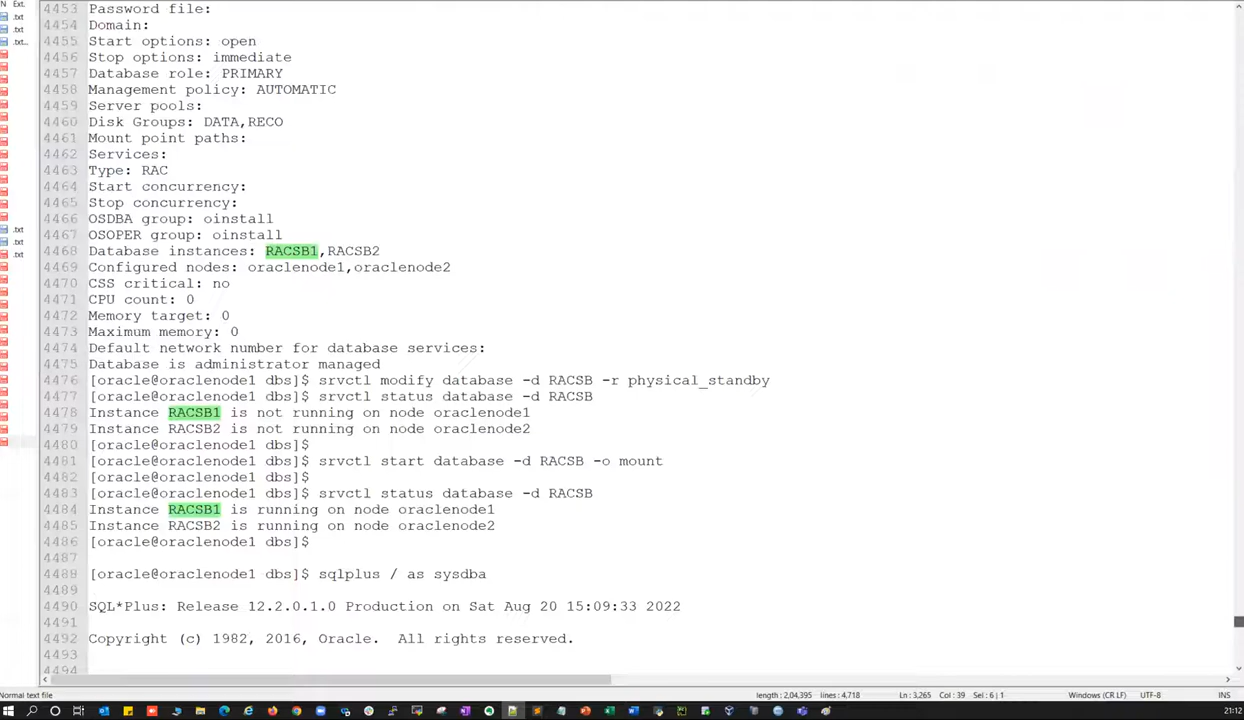 N Ext.
.txt
.txt
.txt...
.txt
.txt
.txt
4453 Password file:
4454 Domain:
4455 Start options: open
4456 Stop options: immediate
4457 Database role: PRIMARY
4458 Management policy: AUTOMATIC
4459 Server pools:
4460 Disk Groups: DATA,RECO
4461 Mount point paths:
4462 Services:
4463 Type: RAC
4464 Start concurrency:
4465 Stop concurrency:
4466 OSDBA group: oinstall
4467 OSOPER group: oinstall
4468 Database instances: RACSB1,RACSB2
4469 Configured nodes: oraclenode1,oraclenode2
4470 CSS critical: no
4471 CPU count: 0
4472 Memory target: 0
4473 Maximum memory: 0
4474 Default network number for database services:
4475 Database is administrator managed
4476 [oracle@oraclenode1 dbs]$ srvctl modify database -d RACSB -r physical_standby
4477 [oracle@oraclenode1 dbs]$ srvctl status database -d RACSB
4478 Instance RACSB1 is not running on node oraclenode1
4479 Instance RACSB2 is not running on node oraclenode2
4480 [oracle@oraclenode1 dbs]$
4481 [oracle@oraclenode1 dbs]$ srvctl start database -d RACSB -o mount
4482 [oracle@oraclenode1 dbs]$
4483 [oracle@oraclenode1 dbs]$ srvctl status database -d RACSB
4484 Instance RACSB1 is running on node oraclenode1
4485 Instance RACSB2 is running on node oraclenode2
4486 [oracle@oraclenode1 dbs]$
4487
4488 [oracle@oraclenode1 dbs]$ sqlplus / as sysdba
4489
4490 SQL*Plus: Release 12.2.0.1.0 Production on Sat Aug 20 15:09:33 2022
4491
4492 Copyright (c) 1982, 2016, Oracle.  All rights reserved.
4493
4494
Normal text file length : 2,04,395 lines : 4,718 Ln : 3,265 Col : 39 Sel : 6 | 1 Windows (CR LF) UTF-8 INS
21:12